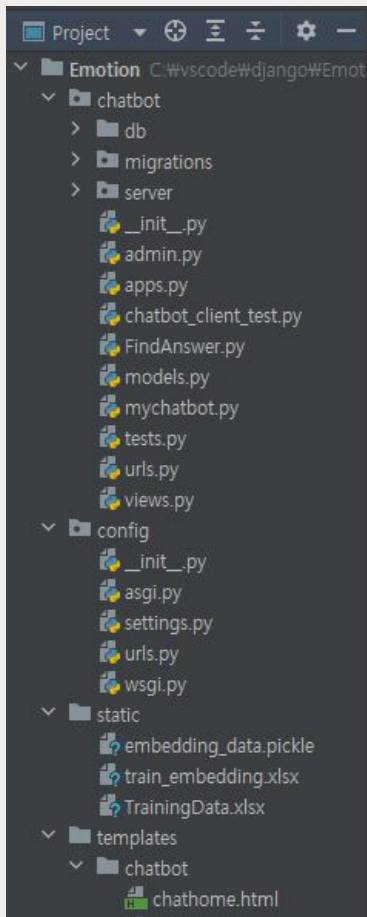 Project
Emotion C:₩vscode₩django₩Emot
chatbot
db
migrations
server
__init__.py
admin.py
apps.py
chatbot_client_test.py
FindAnswer.py
models.py
mychatbot.py
tests.py
urls.py
views.py
config
__init__.py
asgi.py
settings.py
urls.py
wsgi.py
static
embedding_data.pickle
train_embedding.xlsx
TrainingData.xlsx
templates
chatbot
chathome.html